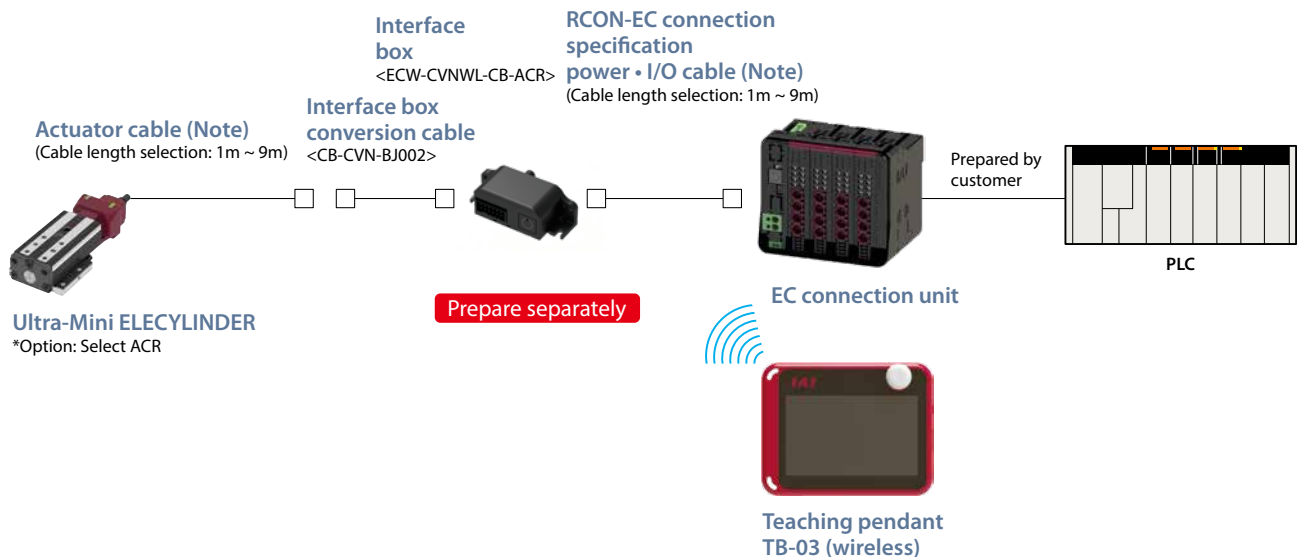 Interface
box
<ECW-CVNWL-CB-ACR>
RCON-EC connection
specification
power • I/O cable (Note)
(Cable length selection: 1m ~ 9m)
Interface box
conversion cable
<CB-CVN-BJ002>
Actuator cable (Note)
(Cable length selection: 1m ~ 9m)
Prepared by
customer
PLC
Prepare separately
EC connection unit
Ultra-Mini ELECYLINDER
*Option: Select ACR
IAI
Teaching pendant
TB-03 (wireless)